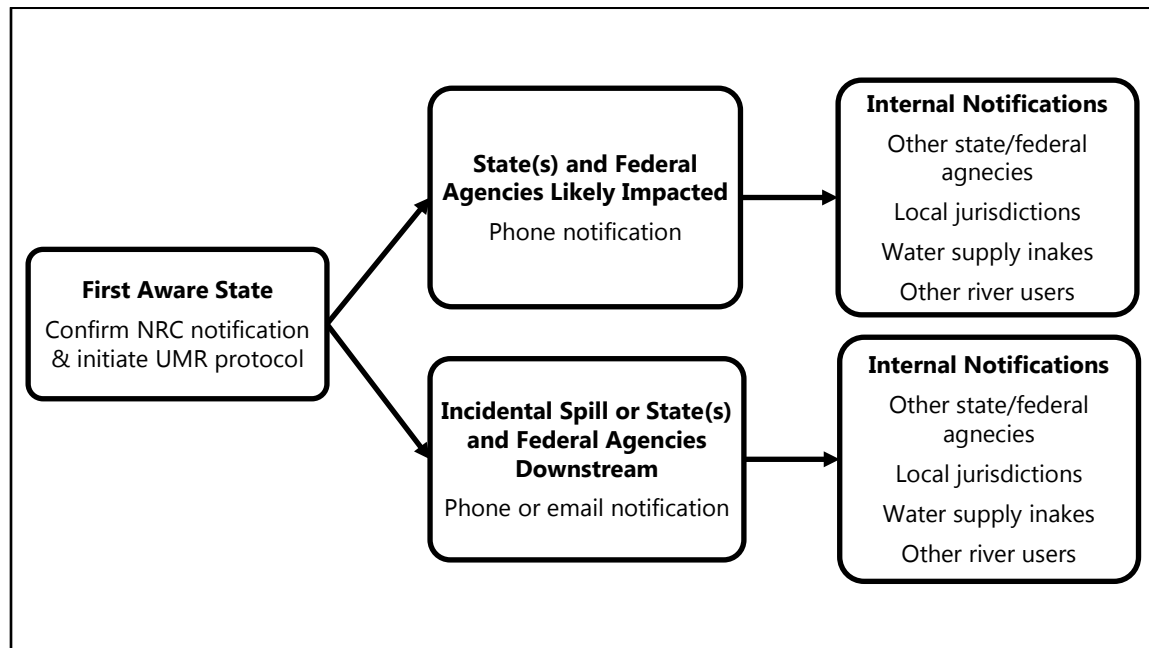 First Aware State
Confirm NRC notification
& initiate UMR protocol
State(s) and Federal
Agencies Likely Impacted
Phone notification
Internal Notifications
Other state/federal
agnecies
Local jurisdictions
Water supply inakes
Other river users
Incidental Spill or State(s)
and Federal Agencies
Downstream
Phone or email notification
Internal Notifications
Other state/federal
agnecies
Local jurisdictions
Water supply inakes
Other river users